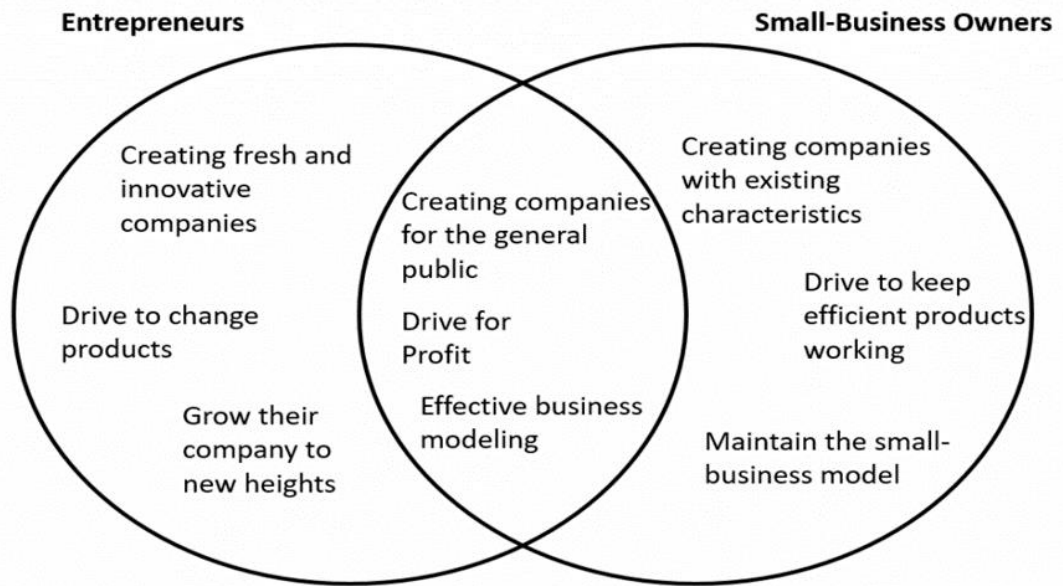 Entrepreneurs
Small-Business Owners
Creating fresh and
innovative
companies
Drive to change
products
Grow their
company to
new heights
Creating companies
for the general
public
Drive for
Profit
Effective business
modeling
Creating companies
with existing
characteristics
Drive to keep
efficient products
working
Maintain the small-
business model